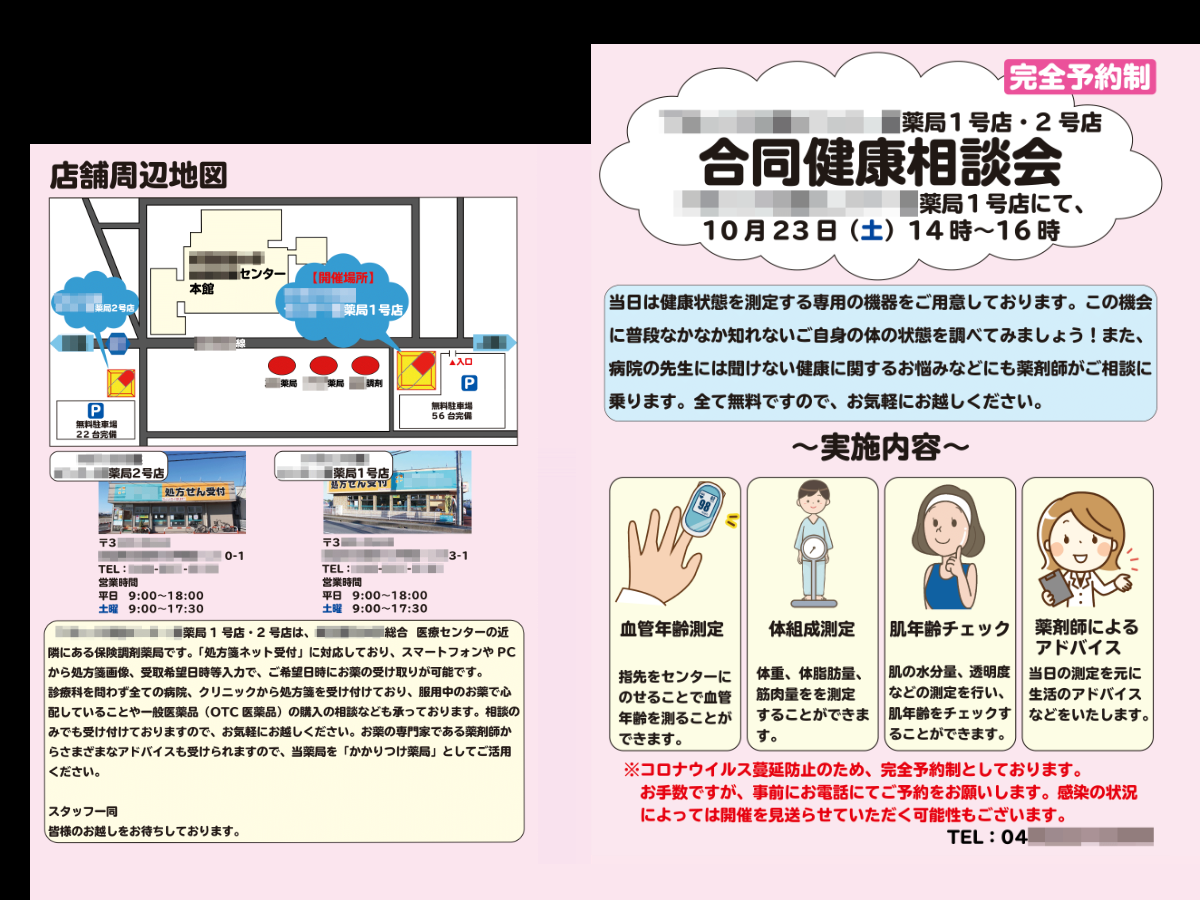 店舗周辺地図
センター
本館
【開催場所】
薬局1号店
薬局2号店
線
薬局
薬局
調剤
▲入口
P
無料駐車場
56台完備
P
無料駐車場
22台完備
薬局2号店
処方せん受付
〒3
0-1
TEL:
営業時間
平日 9:00〜18:00
土曜 9:00〜17:30
薬局1号店
処方せん受付
〒3
3-1
TEL:
営業時間
平日 9:00〜18:00
土曜 9:00〜17:30
薬局1号店・2号店は、総合 医療センターの近
隣にある保険調剤薬局です。「処方箋ネット受付」に対応しており、スマートフォンやPC
から処方箋画像、受取希望日時等入力で、ご希望日時にお薬の受け取りが可能です。
診療科を問わず全ての病院、クリニックから処方箋を受け付けており、服用中のお薬で心
配していることや一般医薬品（OTC医薬品）の購入の相談なども承っております。相談の
みでも受け付けておりますので、お気軽にお越しください。お薬の専門家である薬剤師か
らさまざまなアドバイスも受けられますので、当薬局を「かかりつけ薬局」としてご活用
ください。
スタッフ一同
皆様のお越しをお待ちしております。
完全予約制
薬局1号店・2号店
合同健康相談会
薬局1号店にて、
10月23日（土）14時〜16時
当日は健康状態を測定する専用の機器をご用意しております。この機会
に普段なかなか知れないご自身の体の状態を調べてみましょう！また、
病院の先生には聞けない健康に関するお悩みなどにも薬剤師がご相談に
乗ります。全て無料ですので、お気軽にお越しください。
〜実施内容〜
98
血管年齢測定
指先をセンターに
のせることで血管
年齢を測ることが
できます。
体組成測定
体重、体脂肪量、
筋肉量をを測定
することができま
す。
肌年齢チェック
肌の水分量、透明度
などの測定を行い、
肌年齢をチェックす
ることができます。
薬剤師による
アドバイス
当日の測定を元に
生活のアドバイス
などをいたします。
※コロナウイルス蔓延防止のため、完全予約制としております。
お手数ですが、事前にお電話にてご予約をお願いします。感染の状況
によっては開催を見送らせていただく可能性もございます。
TEL：04